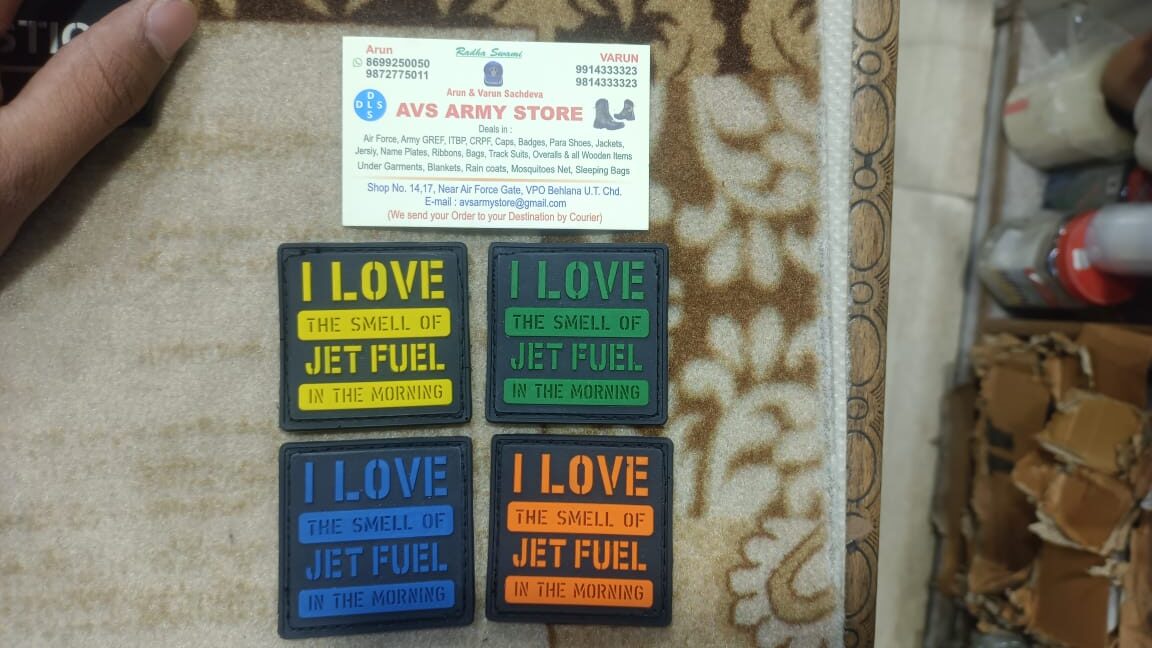 STIC
Arun
8699250050
9872775011
Radha Swami
VARUN
9914333323
9814333323
Arun & Varun Sachdeva
D
D L S
S
AVS ARMY STORE
Deals in :
Air Force, Army GREF, ITBP, CRPF, Caps, Badges, Para Shoes, Jackets,
Jersiy, Name Plates, Ribbons, Bags, Track Suits, Overalls & all Wooden Items
Under Garments, Blankets, Rain coats, Mosquitoes Net, Sleeping Bags
Shop No. 14,17, Near Air Force Gate, VPO Behlana U.T. Chd.
E-mail : avsarmystore@gmail.com
(We send your Order to your Destination by Courier)
I LOVE
THE SMELL OF
JET FUEL
IN THE MORNING
I LOVE
THE SMELL OF
JET FUEL
IN THE MORNING
I LOVE
THE SMELL OF
JET FUEL
IN THE MORNING
I LOVE
THE SMELL OF
JET FUEL
IN THE MORNING